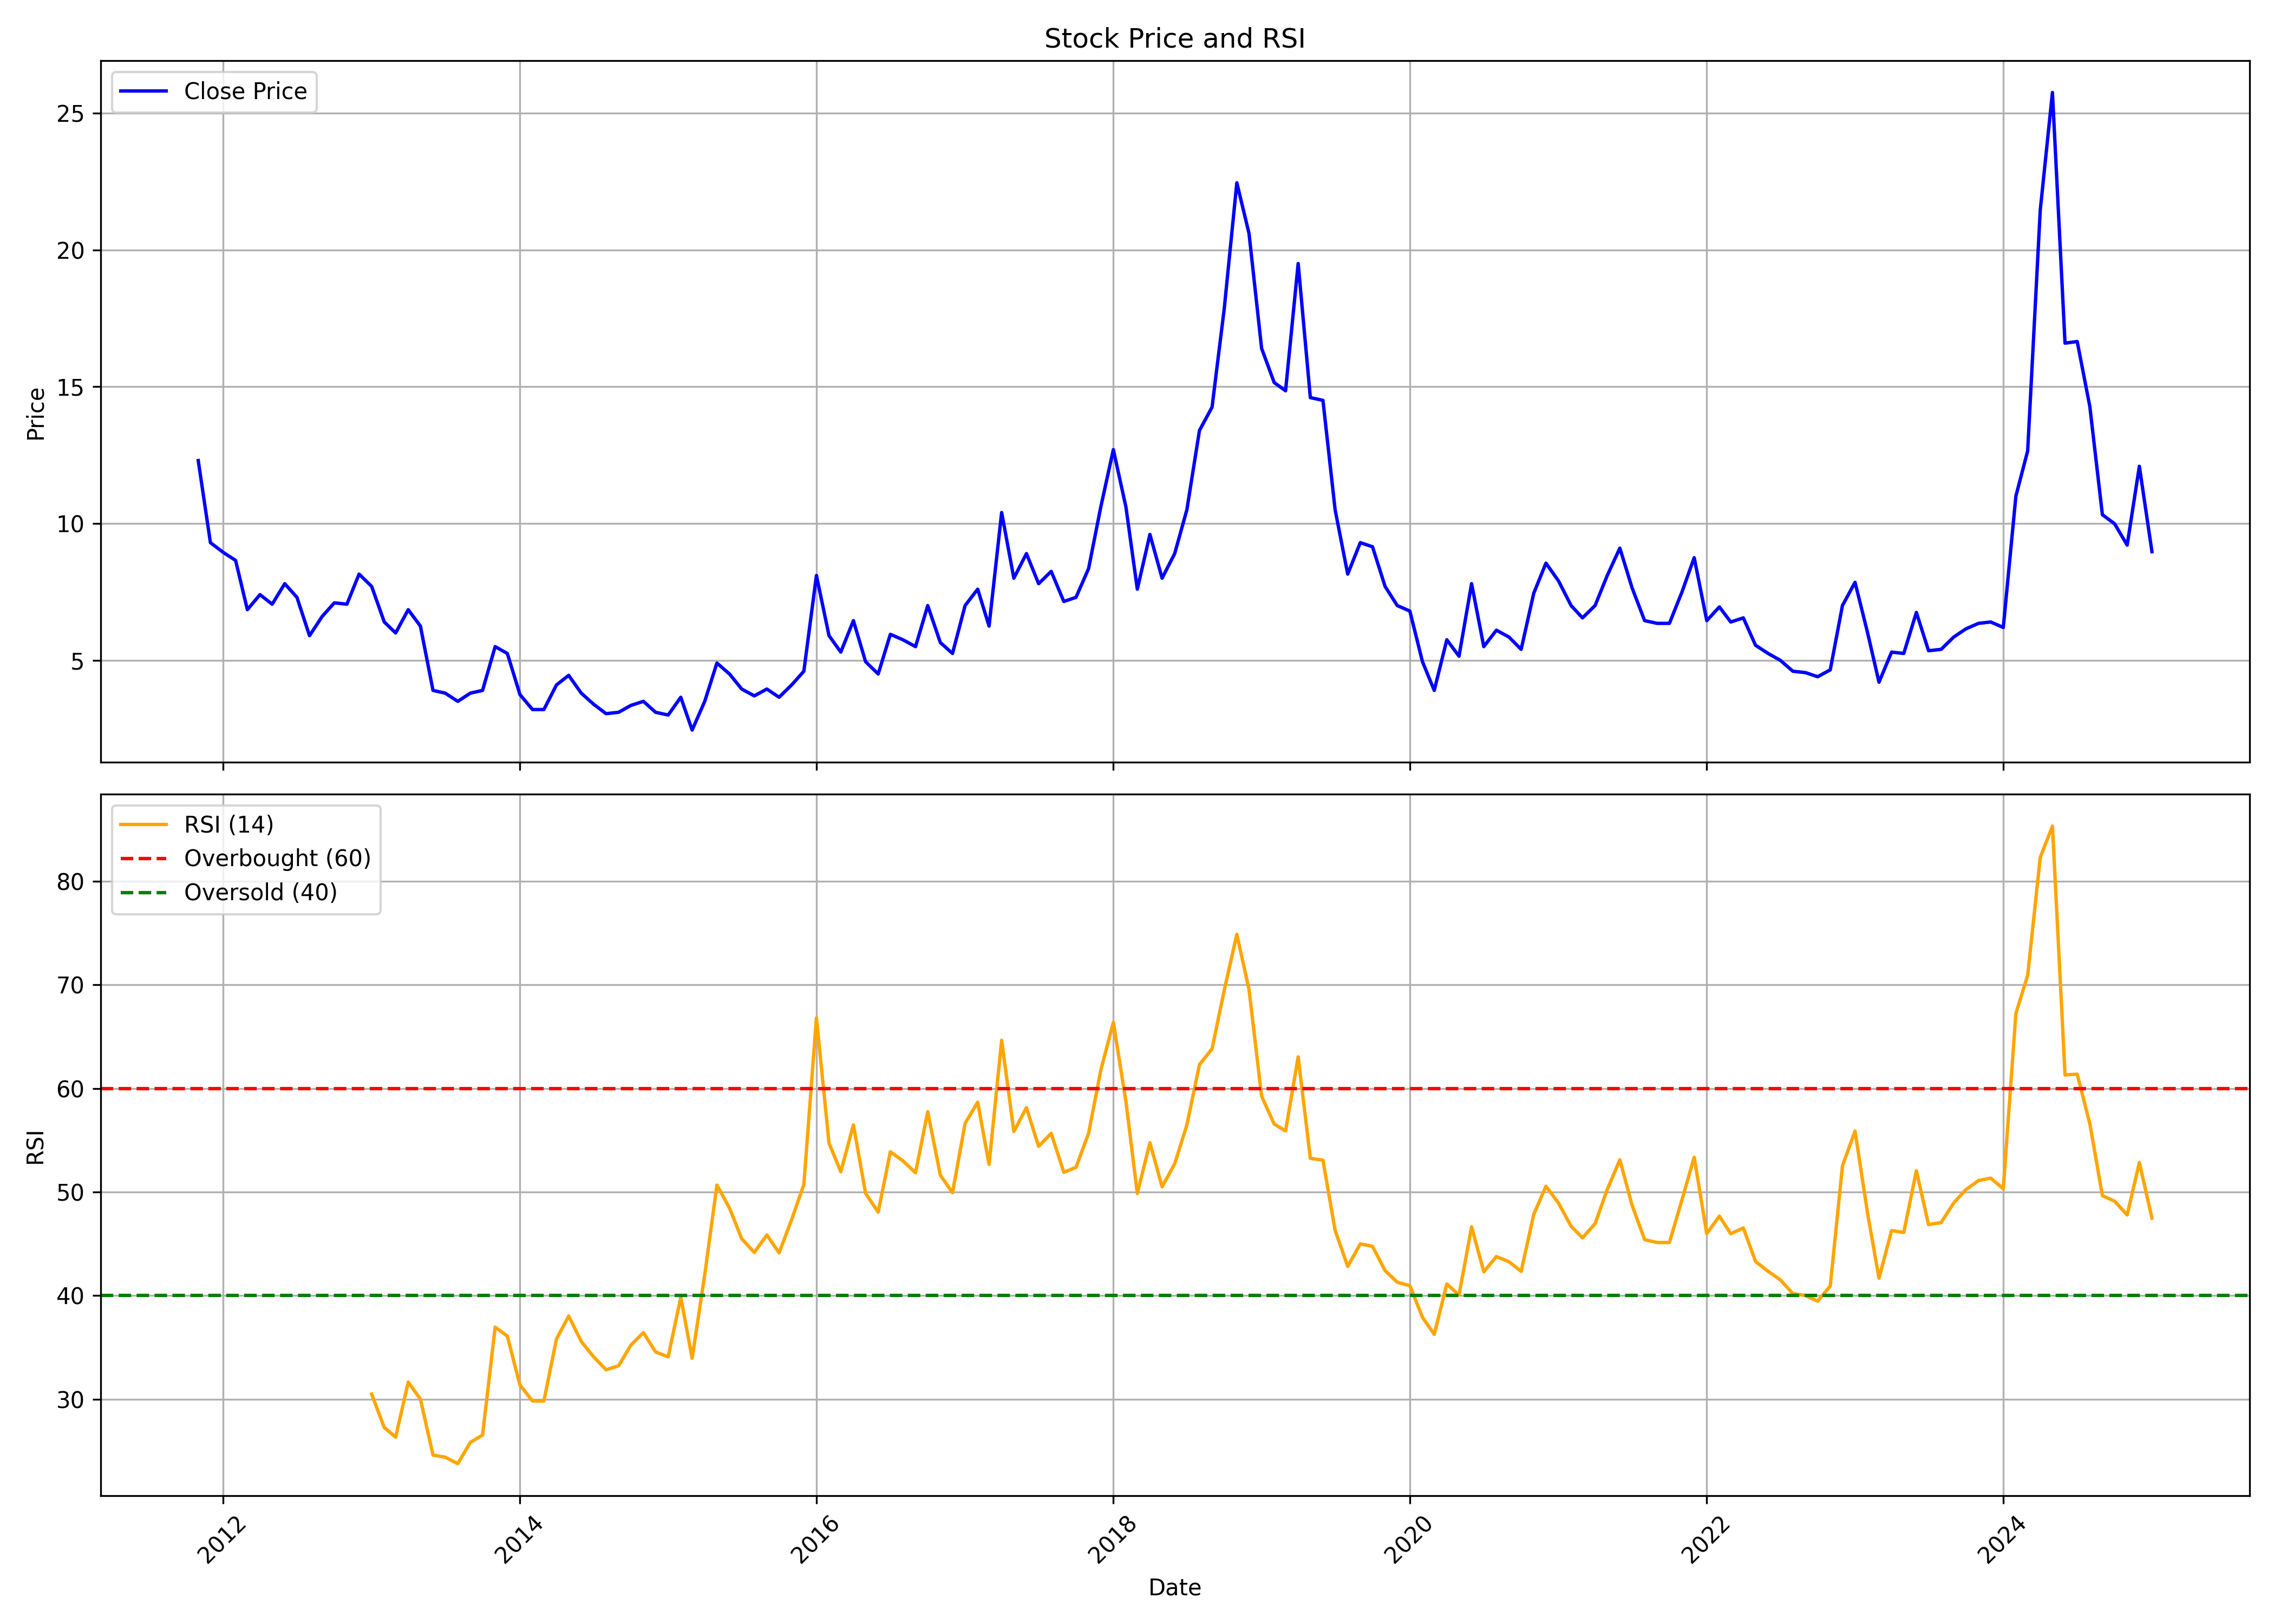 Stock Price and RSI
Close Price
25
20
15
10
5
Price
RSI (14)
Overbought (60)
Oversold (40)
80
70
60
50
40
30
RSI
2012
2014
2016
2018
2020
2022
2024
Date